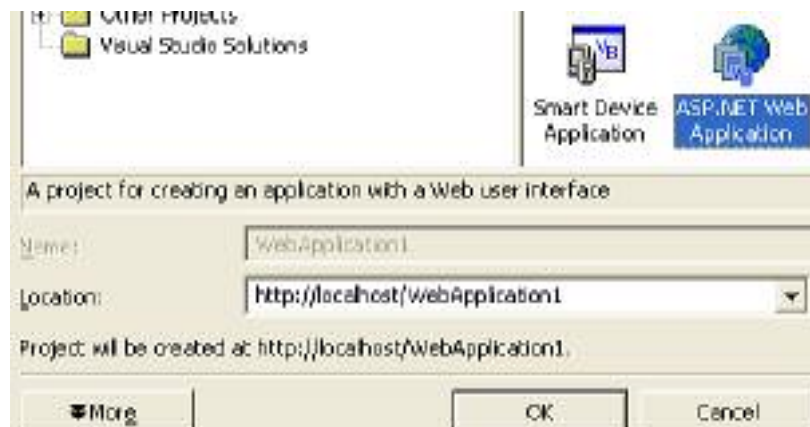 Other Projects
Visual Studio Solutions
VB
Smart Device Application
ASP.NET Web Application
A project for creating an application with a Web user interface
Name:
WebApplication1
Location:
http://localhost/WebApplication1
Project will be created at http://localhost/WebApplication1.
More
OK
Cancel